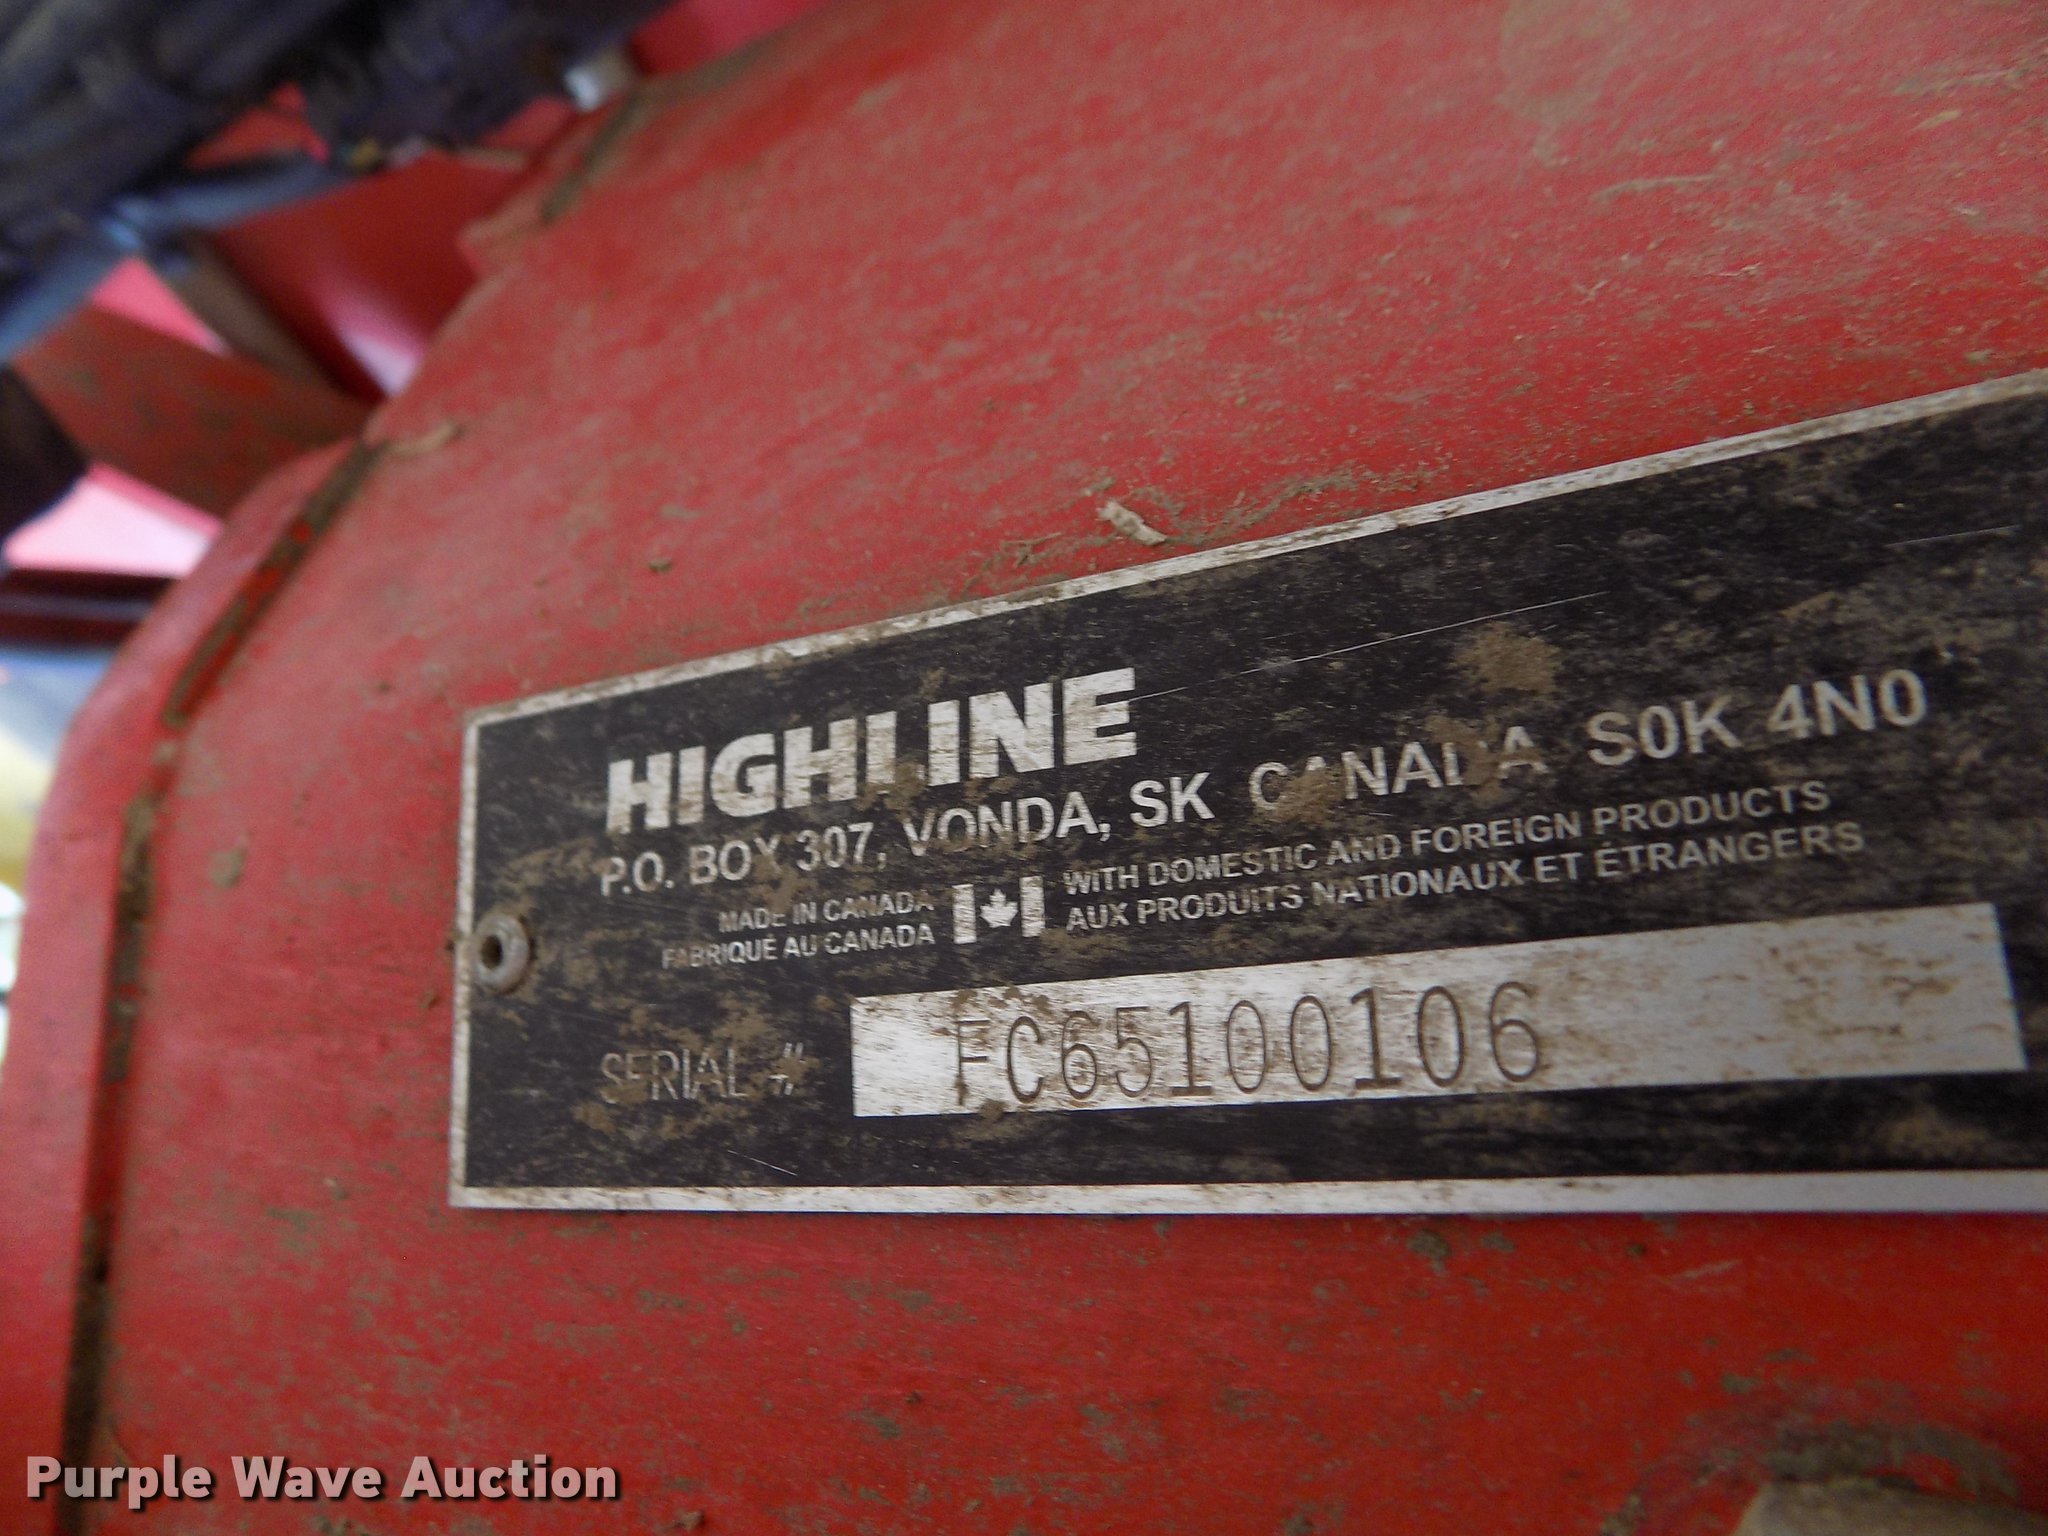 HIGHLINE
P.O. BOX 307, VONDA, SK CANADA S0K 4N0
MADE IN CANADA WITH DOMESTIC AND FOREIGN PRODUCTS
FABRIQUÉ AU CANADA AUX PRODUITS NATIONAUX ET ÉTRANGERS
SERIAL # FC65100106
Purple Wave Auction